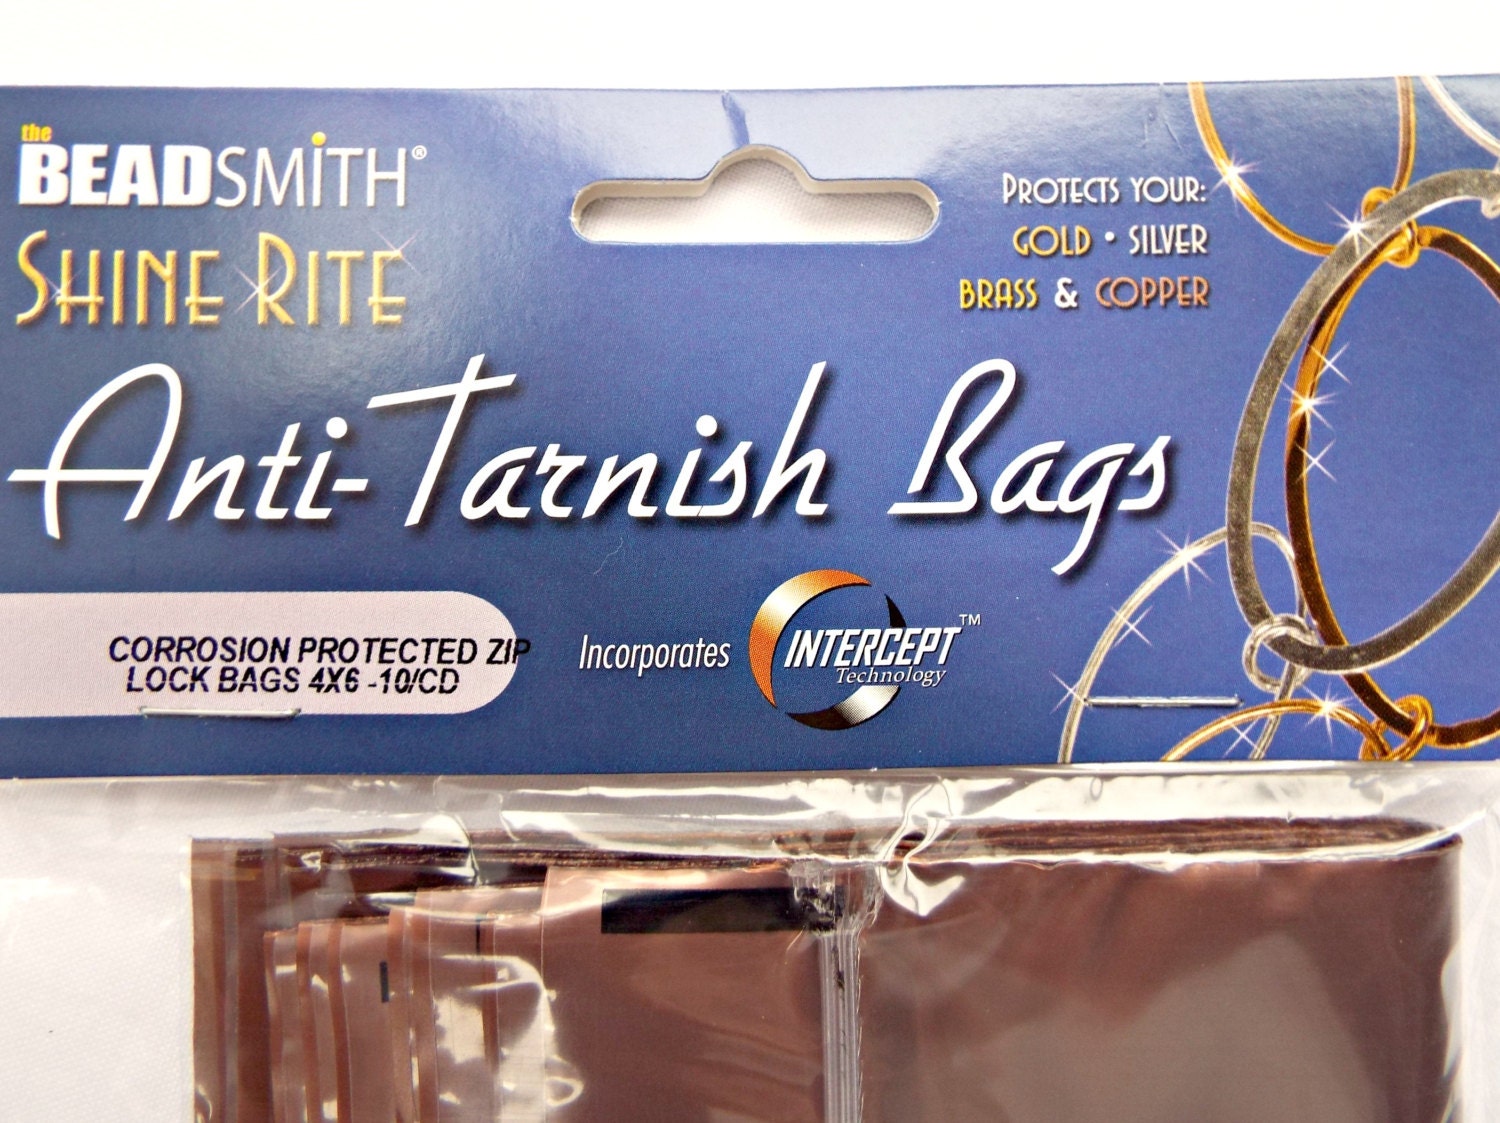 the
BEADSMiTH®
SHINE RITE
PROTECTS YOUR:
GOLD • SILVER
BRASS & COPPER
Anti-Tarnish Bags
CORROSION PROTECTED ZIP
LOCK BAGS 4X6 -10/CD
Incorporates
INTERCEPT™
Technology